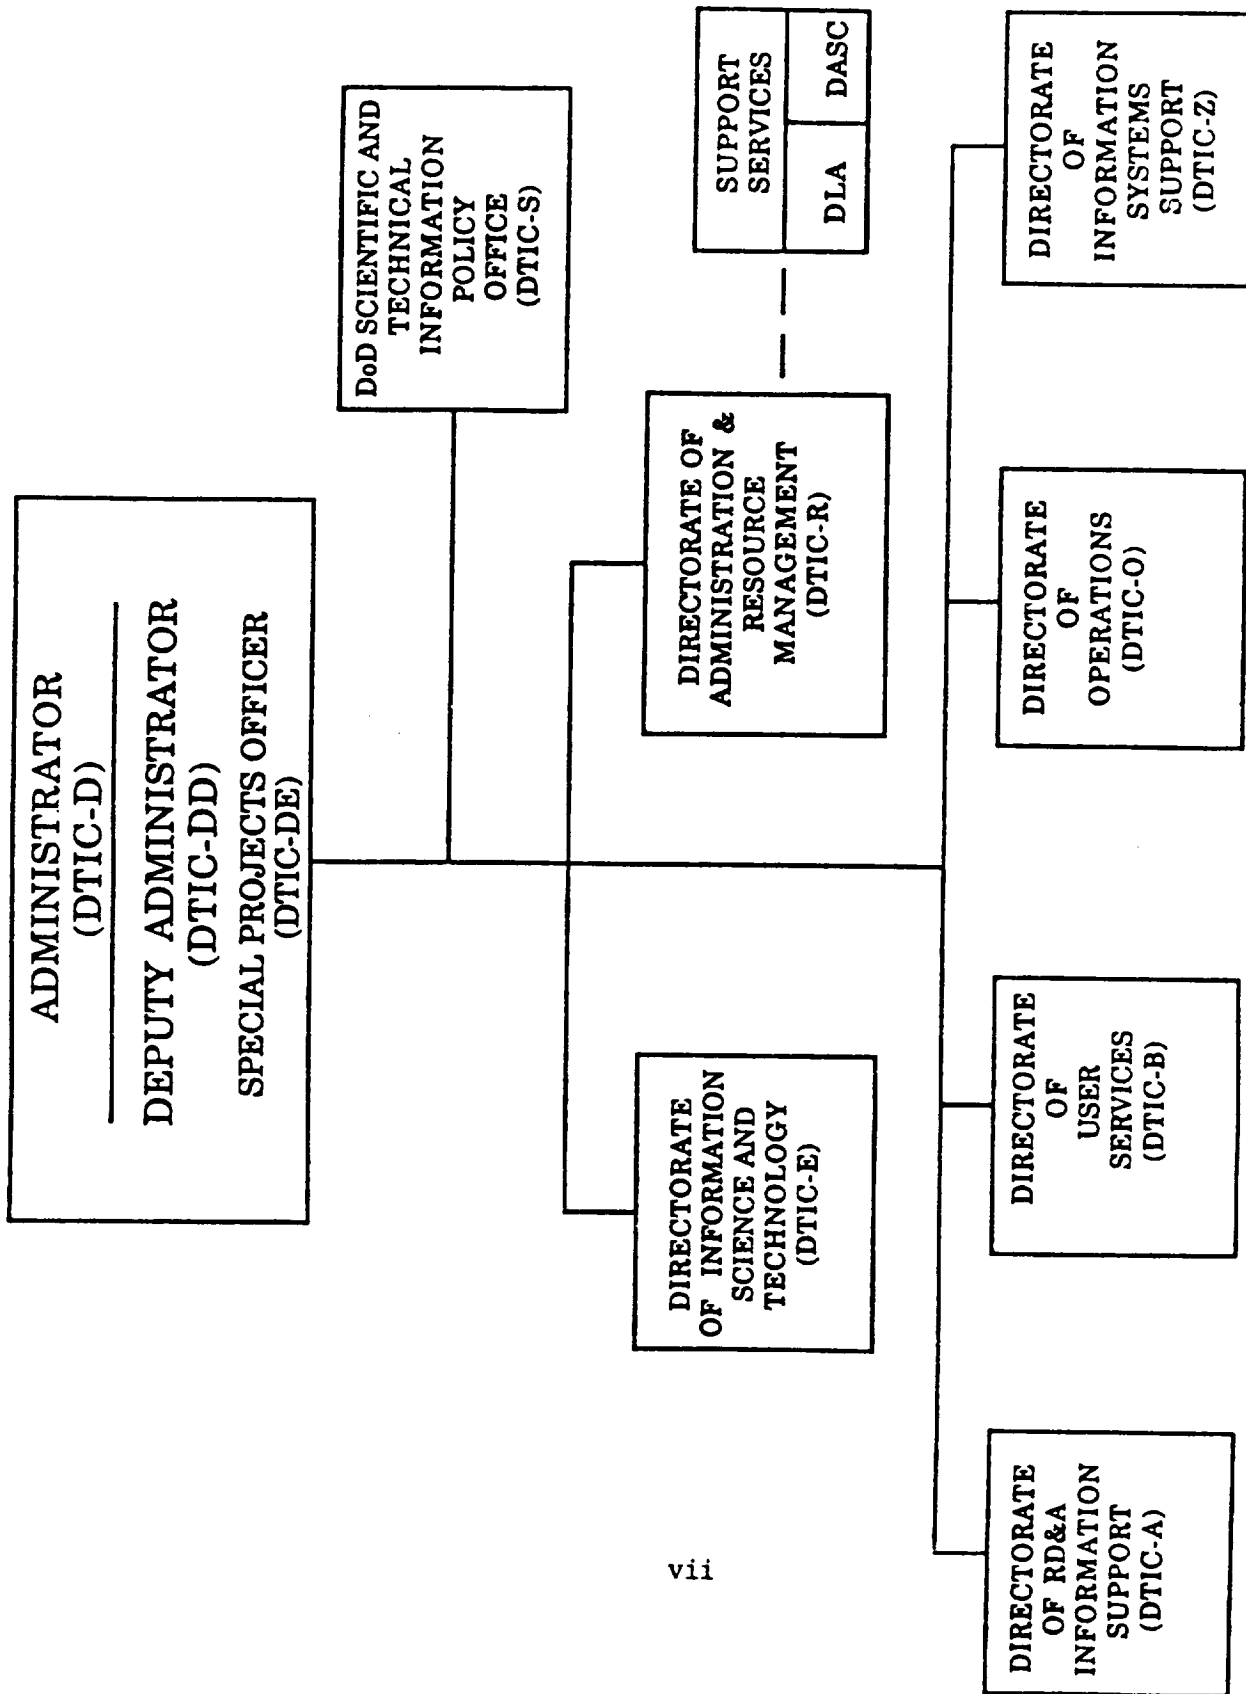 ADMINISTRATOR
(DTIC-D)
DEPUTY ADMINISTRATOR
(DTIC-DD)
SPECIAL PROJECTS OFFICER
(DTIC-DE)
DoD SCIENTIFIC AND
TECHNICAL
INFORMATION
POLICY
OFFICE
(DTIC-S)
DIRECTORATE
OF INFORMATION
SCIENCE AND
TECHNOLOGY
(DTIC-E)
DIRECTORATE OF
ADMINISTRATION &
RESOURCE
MANAGEMENT
(DTIC-R)
SUPPORT
SERVICES
DLA
DASC
DIRECTORATE
OF RD&A
INFORMATION
SUPPORT
(DTIC-A)
DIRECTORATE
OF
USER
SERVICES
(DTIC-B)
DIRECTORATE
OF
OPERATIONS
(DTIC-O)
DIRECTORATE
OF
INFORMATION
SYSTEMS
SUPPORT
(DTIC-Z)
vii